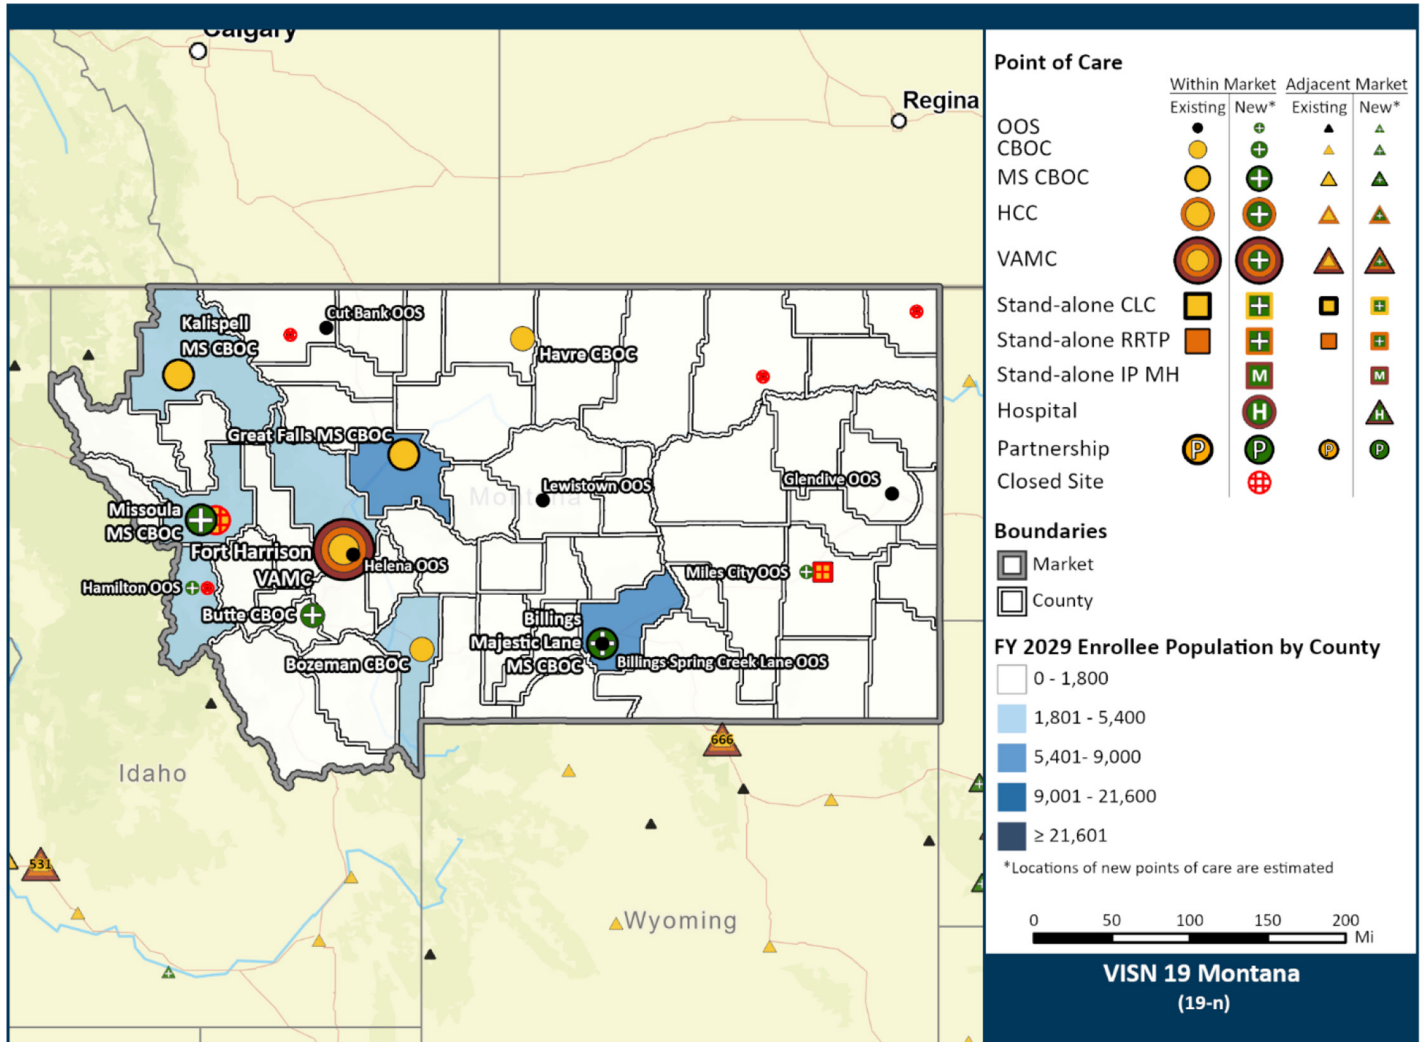 Calgary
Regina
Kalispell
MS CBOC
Cut Bank OOS
Havre CBOC
Great Falls MS CBOC
Montana
Lewistown OOS
Glendive OOS
Missoula
MS CBOC
Fort Harrison
VAMC
Helena OOS
Miles City OOS
Hamilton OOS
Butte CBOC
Billings
Majestic Lane
MS CBOC
Billings Spring Creek Lane OOS
Bozeman CBOC
666
Idaho
531
Wyoming
Point of Care
Within Market Adjacent Market
Existing New* Existing New*
OOS
CBOC
MS CBOC
HCC
VAMC
Stand-alone CLC
Stand-alone RRTP
Stand-alone IP MH M M
Hospital H H
Partnership P P P P
Closed Site
Boundaries
Market
County
FY 2029 Enrollee Population by County
0 - 1,800
1,801 - 5,400
5,401- 9,000
9,001 - 21,600
≥ 21,601
*Locations of new points of care are estimated
0 50 100 150 200
Mi
VISN 19 Montana
(19-n)